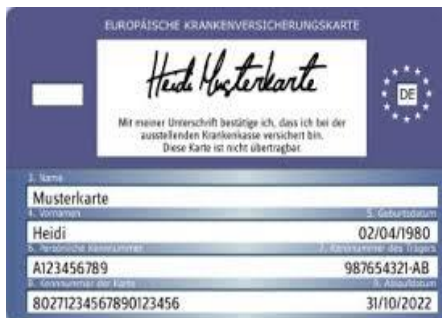 EUROPÄISCHE KRANKENVERSICHERUNGSKARTE
Heidi Musterkarte
DE
Mit meiner Unterschrift bestätige ich, dass ich bei der
ausstellenden Krankenkasse versichert bin.
Diese Karte ist nicht übertragbar.
3. Name
Musterkarte
4. Vornamen 5. Geburtsdatum
Heidi 02/04/1980
6. Persönliche Kennnummer 7. Kennnummer des Trägers
A123456789 987654321-AB
8. Kennnummer der Karte 9. Ablaufdatum
80271234567890123456 31/10/2022